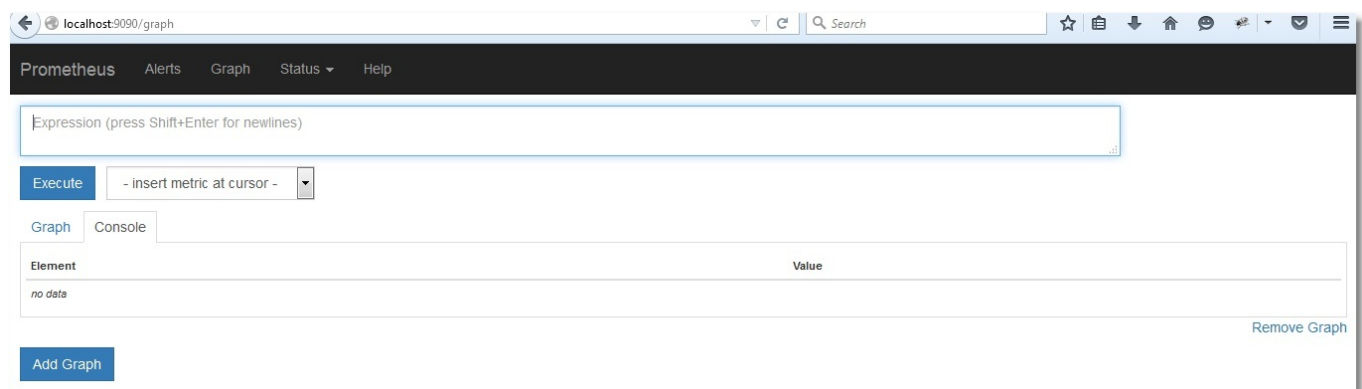 localhost:9090/graph Search
Prometheus Alerts Graph Status Help
Expression (press Shift+Enter for newlines)
Execute - insert metric at cursor -
Graph Console
Element Value
no data
Remove Graph
Add Graph